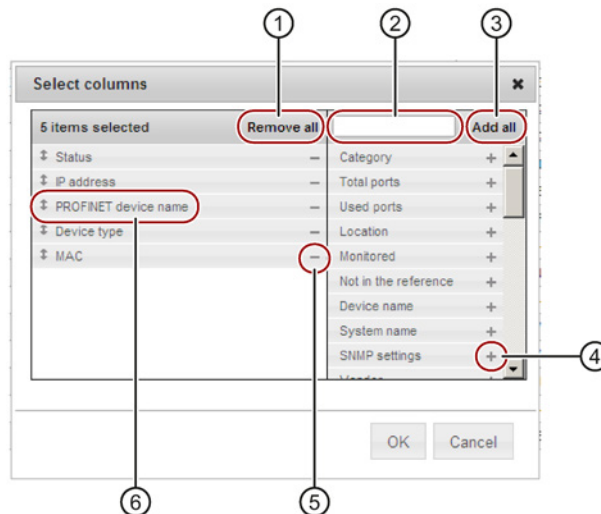 1 2 3
Select columns
5 items selected Remove all Add all
Status Category
IP address Total ports
PROFINET device name Used ports
Device type Location
MAC Monitored
Not in the reference
Device name
System name
SNMP settings 4
Vendor
OK Cancel
6 5